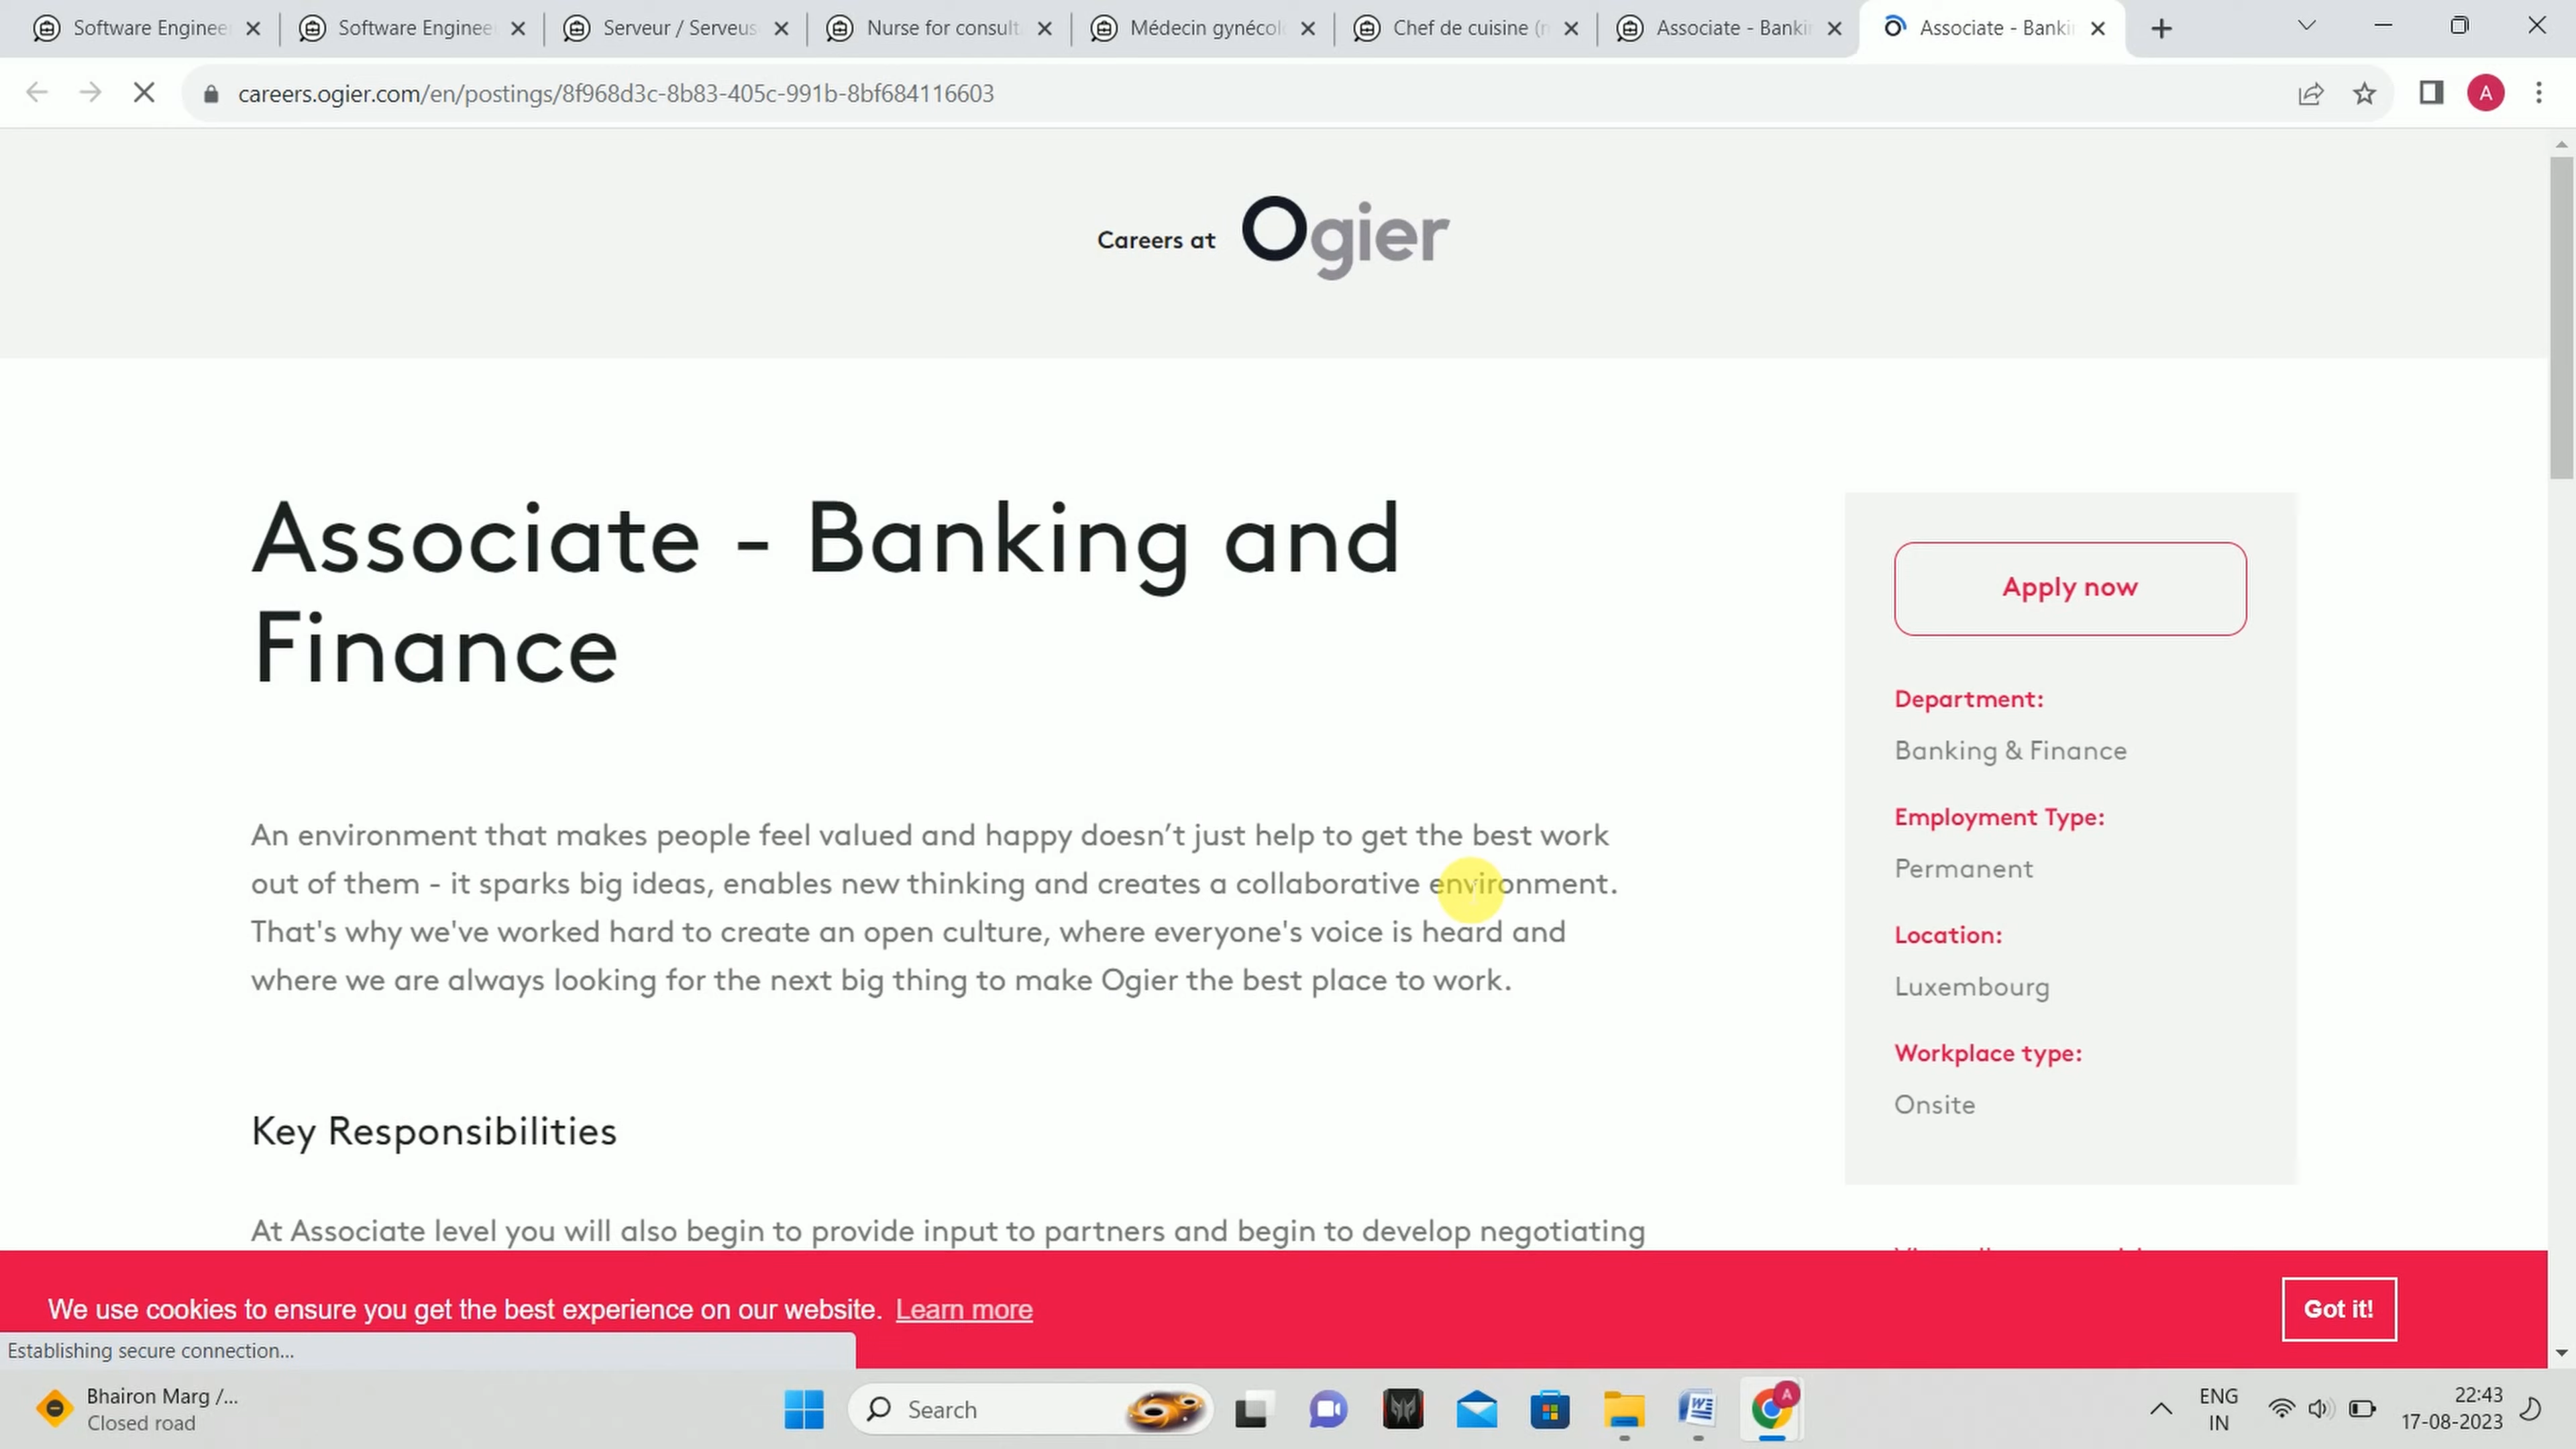 Software Enginee
Software Enginee
Serveur / Serveus
Nurse for consult
Médecin gynécol
Chef de cuisine (
Associate - Bankin
Associate - Bankin
careers.ogier.com/en/postings/8f968d3c-8b83-405c-991b-8bf684116603
A
Careers at Ogier
Associate - Banking and
Finance
An environment that makes people feel valued and happy doesn’t just help to get the best work
out of them - it sparks big ideas, enables new thinking and creates a collaborative environment.
That's why we've worked hard to create an open culture, where everyone's voice is heard and
where we are always looking for the next big thing to make Ogier the best place to work.
Key Responsibilities
At Associate level you will also begin to provide input to partners and begin to develop negotiating
Apply now
Department:
Banking & Finance
Employment Type:
Permanent
Location:
Luxembourg
Workplace type:
Onsite
We use cookies to ensure you get the best experience on our website. Learn more
Got it!
Establishing secure connection...
Bhairon Marg /...
Closed road
Search
A
ENG
IN
22:43
17-08-2023